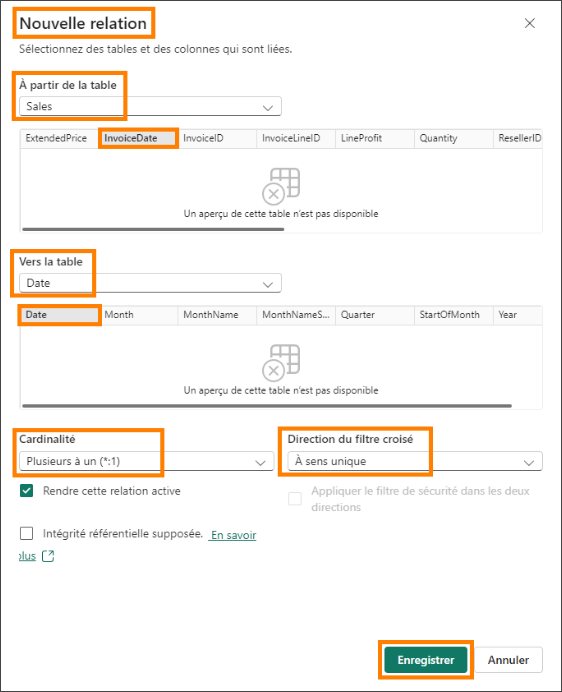 Nouvelle relation
Sélectionnez des tables et des colonnes qui sont liées.
À partir de la table
Sales
ExtendedPrice InvoiceDate InvoiceID InvoiceLineID LineProfit Quantity ResellerID
Un aperçu de cette table n'est pas disponible
Vers la table
Date
Date Month MonthName MonthNameS... Quarter StartOfMonth Year
Un aperçu de cette table n'est pas disponible
Cardinalité Direction du filtre croisé
Plusieurs à un (*:1) À sens unique
Rendre cette relation active Appliquer le filtre de sécurité dans les deux
directions
Intégrité référentielle supposée. En savoir
plus
Enregistrer Annuler